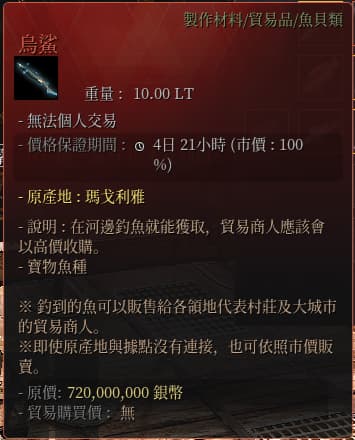 製作材料/貿易品/魚貝類
烏鯊
重量 : 10.00 LT
- 無法個人交易
- 價格保證期間 : 4日 21小時 (市價 : 100
%)
- 原產地 : 瑪戈利雅
- 說明 : 在河邊釣魚就能獲取, 貿易商人應該會
以高價收購。
- 寶物魚種
※ 釣到的魚可以販售給各領地代表村莊及大城市
的貿易商人。
※即使原產地與據點沒有連接, 也可依照市價販
賣。
- 原價: 720,000,000 銀幣
- 貿易購買價 : 無